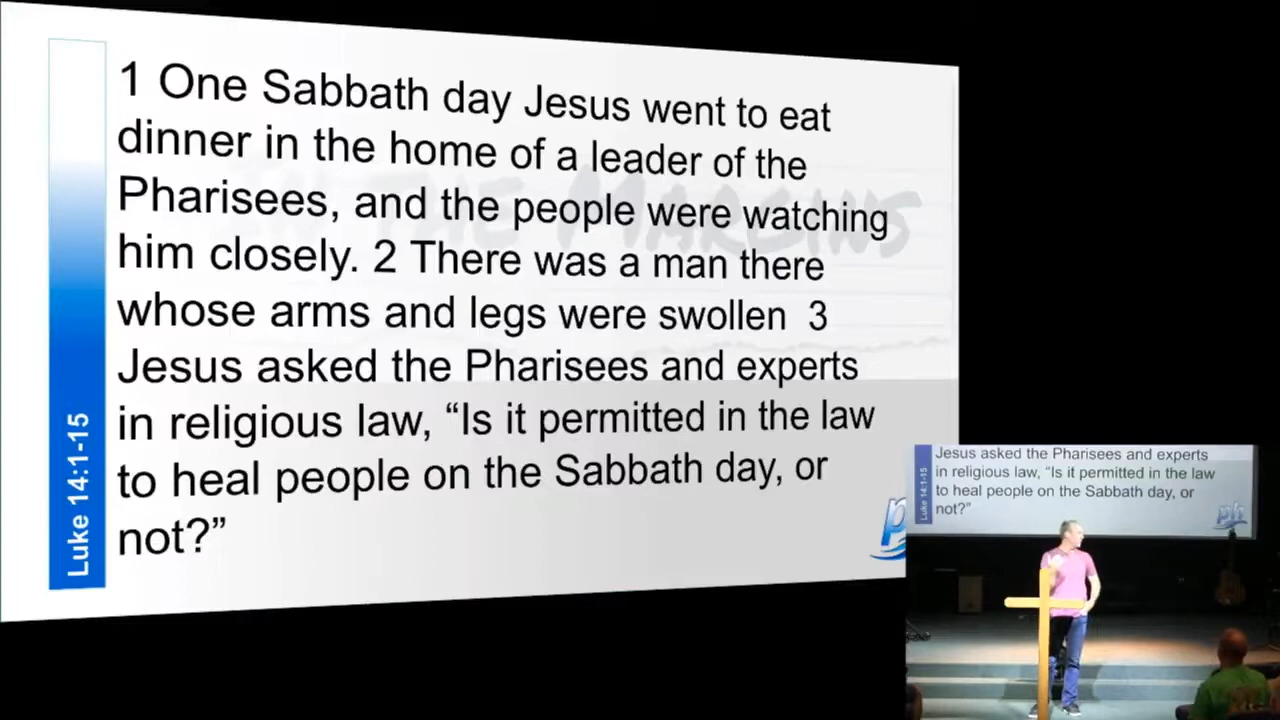 1 One Sabbath day Jesus went to eat
dinner in the home of a leader of the
Pharisees, and the people were watching
him closely. 2 There was a man there
whose arms and legs were swollen  3
Jesus asked the Pharisees and experts
in religious law, “Is it permitted in the law
to heal people on the Sabbath day, or
not?”
Luke 14:1-15
IN THE MARGINS
Jesus asked the Pharisees and experts
in religious law, “Is it permitted in the law
to heal people on the Sabbath day, or
not?”
Luke 14:1-15
ph